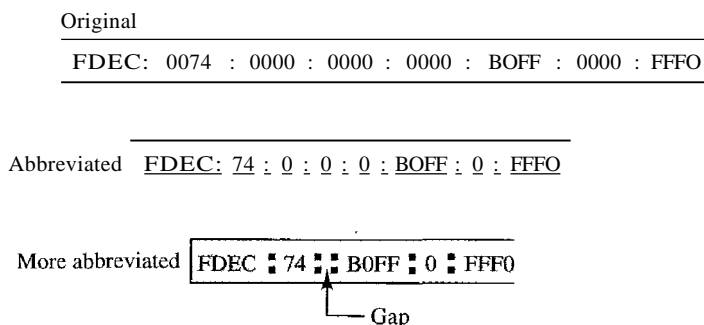 Original
FDEC: 0074 : 0000 : 0000 : 0000 : BOFF : 0000 : FFFO
Abbreviated FDEC: 74 : 0 : 0 : 0 : BOFF : 0 : FFFO
More abbreviated FDEC : 74 : : B0FF : 0 : FFF0
Gap